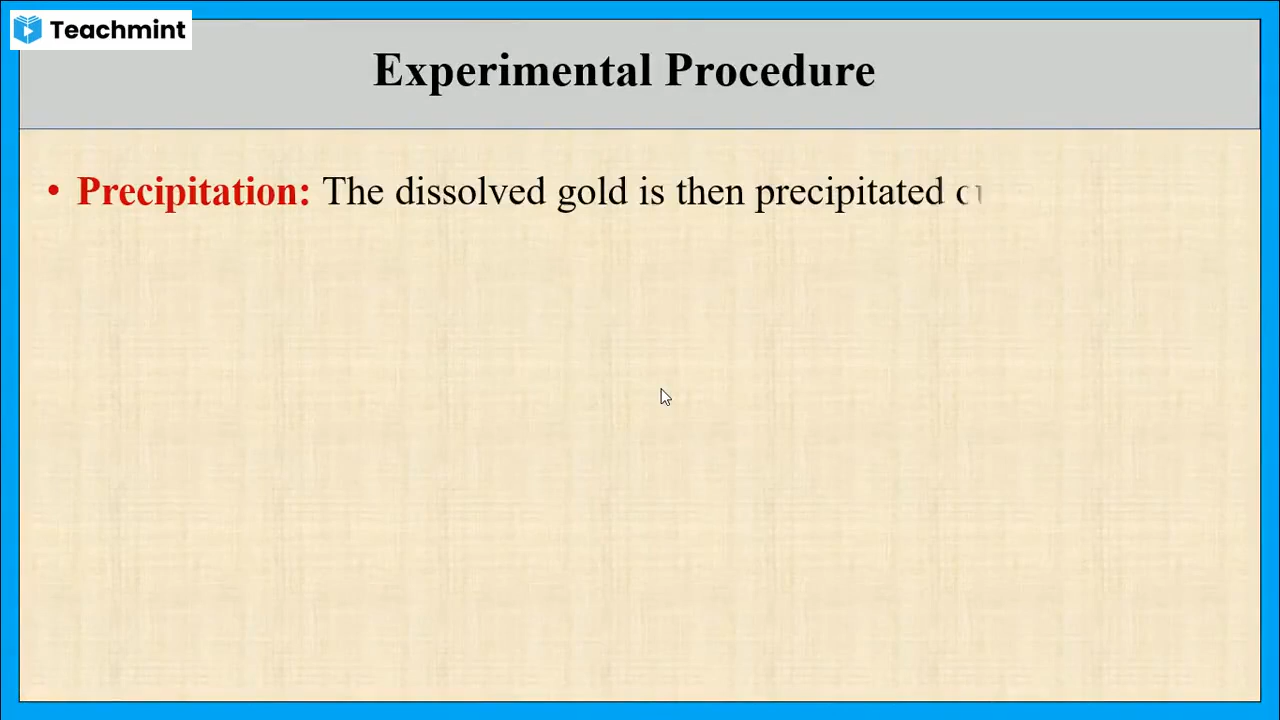 Teachmint
Experimental Procedure
• Precipitation: The dissolved gold is then precipitated